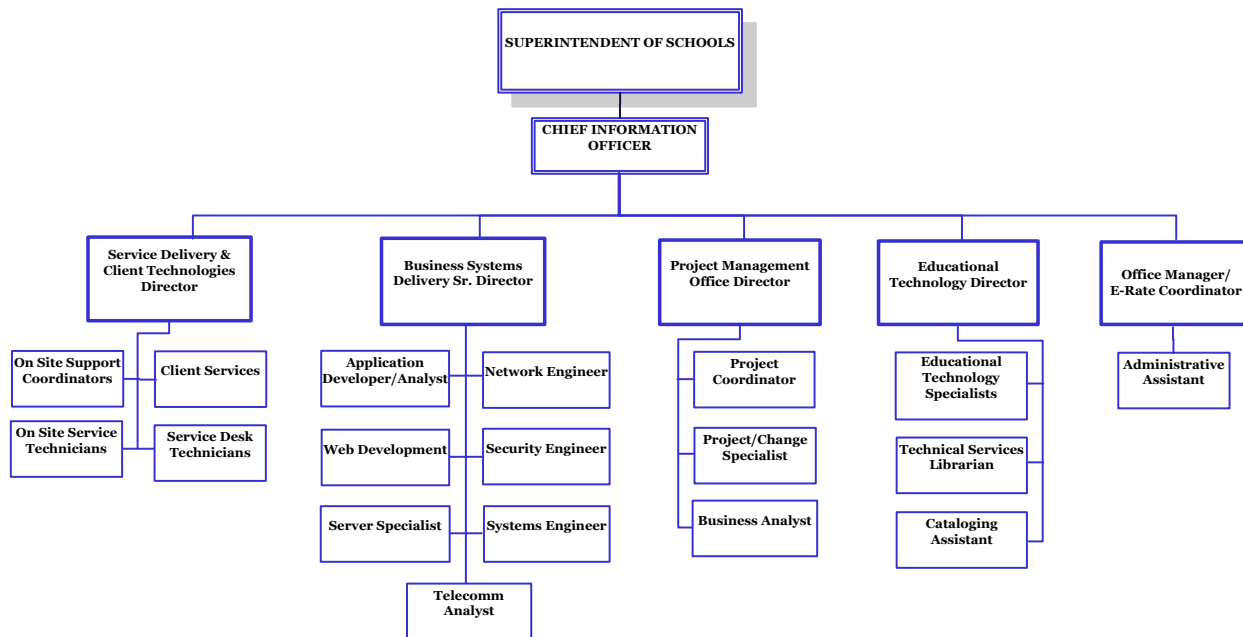 SUPERINTENDENT OF SCHOOLS
CHIEF INFORMATION
OFFICER
Service Delivery &
Client Technologies
Director
Business Systems
Delivery Sr. Director
Project Management
Office Director
Educational
Technology Director
Office Manager/
E-Rate Coordinator
On Site Support
Coordinators
Client Services
On Site Service
Technicians
Service Desk
Technicians
Application
Developer/Analyst
Network Engineer
Web Development
Security Engineer
Server Specialist
Systems Engineer
Telecomm
Analyst
Project
Coordinator
Project/Change
Specialist
Business Analyst
Educational
Technology
Specialists
Technical Services
Librarian
Cataloging
Assistant
Administrative
Assistant